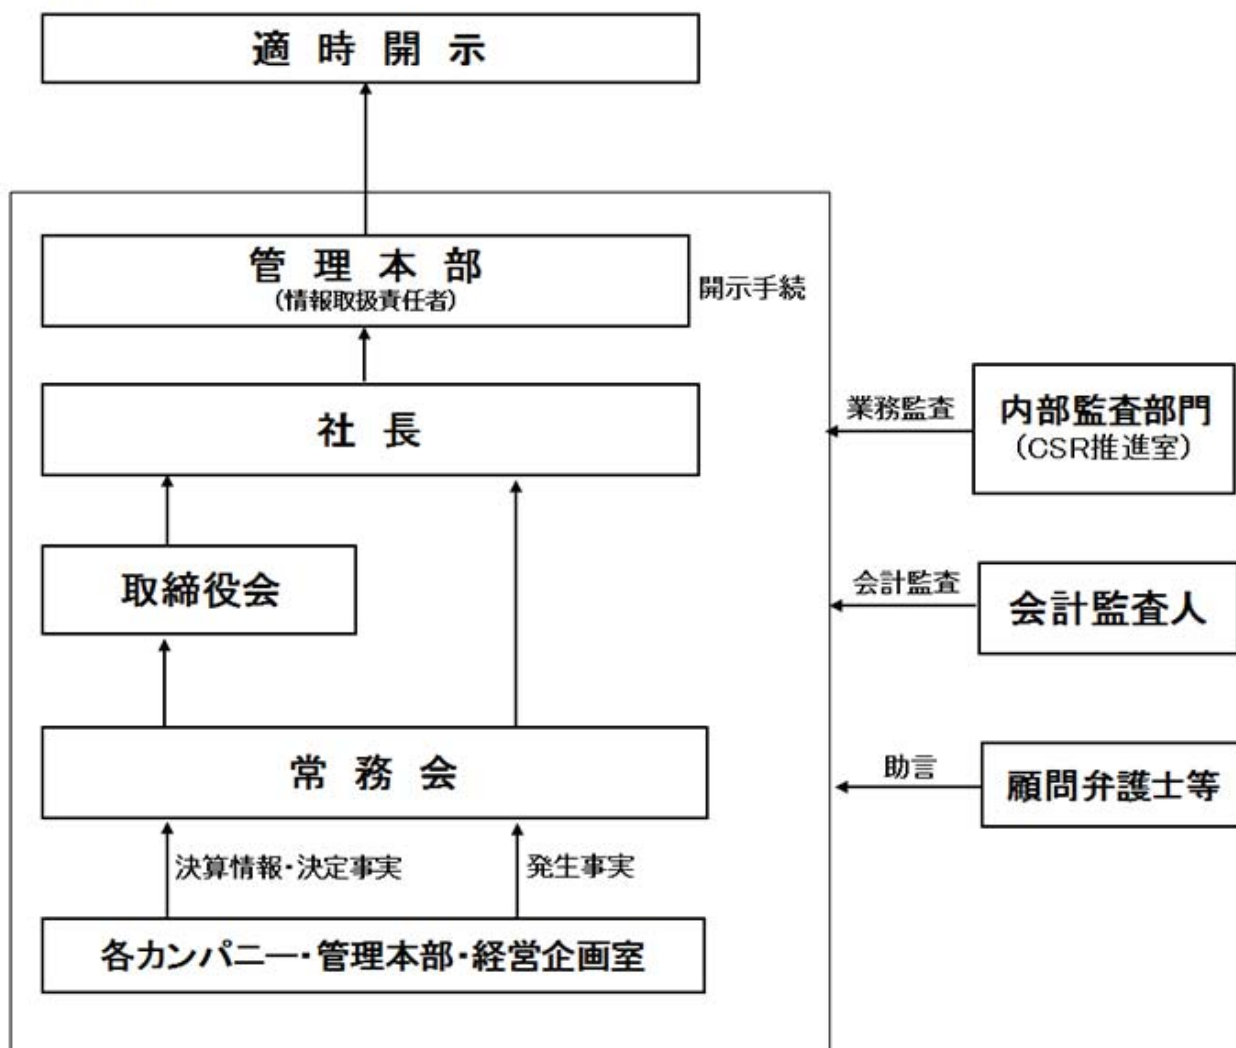 適時開示
管理本部
（情報取扱責任者）
開示手続
社長
業務監査
内部監査部門
（CSR推進室）
取締役会
会計監査
会計監査人
常務会
助言
顧問弁護士等
決算情報・決定事実
発生事実
各カンパニー・管理本部・経営企画室